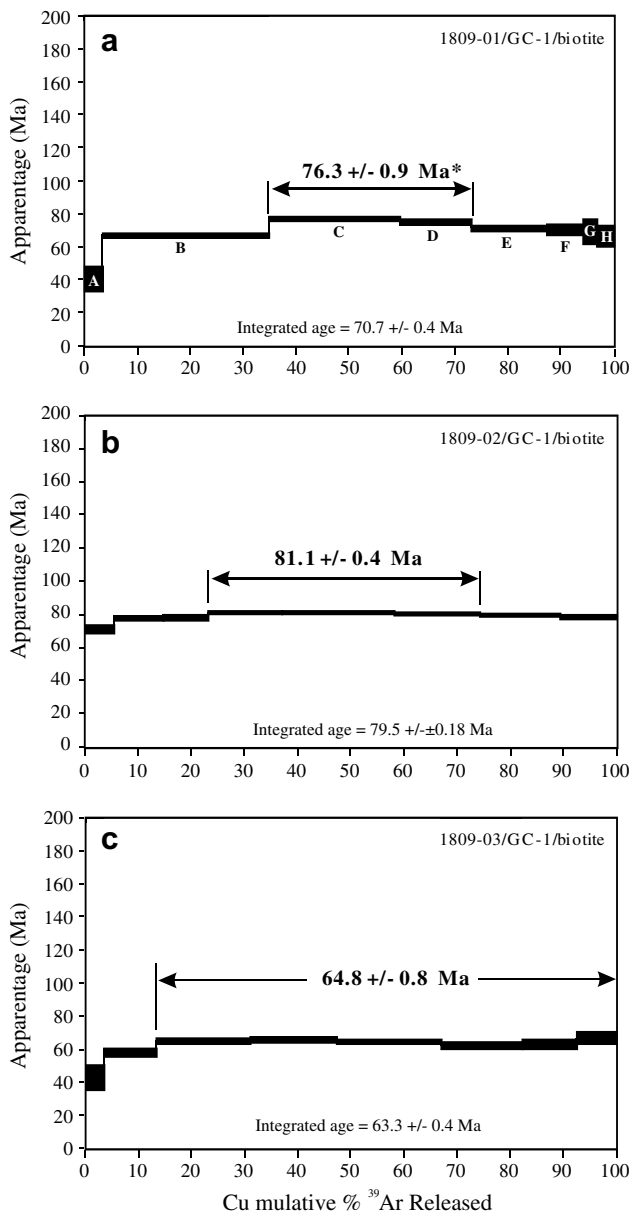 a
1809-01/GC-1/biotite
200
180
160
140
120
100
80
60
40
20
0
Apparentage (Ma)
76.3 +/- 0.9 Ma*
A
B
C
D
E
F
G
H
Integrated age = 70.7 +/- 0.4 Ma
0 10 20 30 40 50 60 70 80 90 100
b
1809-02/GC-1/biotite
200
180
160
140
120
100
80
60
40
20
0
Apparentage (Ma)
81.1 +/- 0.4 Ma
Integrated age = 79.5 +/-±0.18 Ma
0 10 20 30 40 50 60 70 80 90 100
c
1809-03/GC-1/biotite
200
180
160
140
120
100
80
60
40
20
0
Apparentage (Ma)
64.8 +/- 0.8 Ma
Integrated age = 63.3 +/- 0.4 Ma
0 10 20 30 40 50 60 70 80 90 100
Cu mulative % ³⁹Ar Released